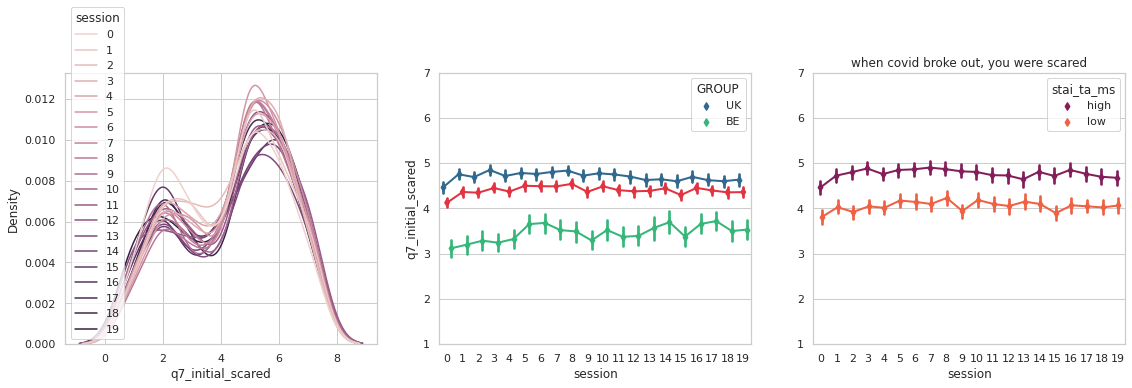 session
0
1
2
3
4
5
6
7
8
9
10
11
12
13
14
15
16
17
18
19
0.012
0.010
0.008
0.006
0.004
0.002
0.000
Density
0 2 4 6 8
q7_initial_scared
7
6
5
4
3
2
1
q7_initial_scared
GROUP
UK
BE
0 1 2 3 4 5 6 7 8 9 10 11 12 13 14 15 16 17 18 19
session
when covid broke out, you were scared
7
6
5
4
3
2
1
stai_ta_ms
high
low
0 1 2 3 4 5 6 7 8 9 10 11 12 13 14 15 16 17 18 19
session